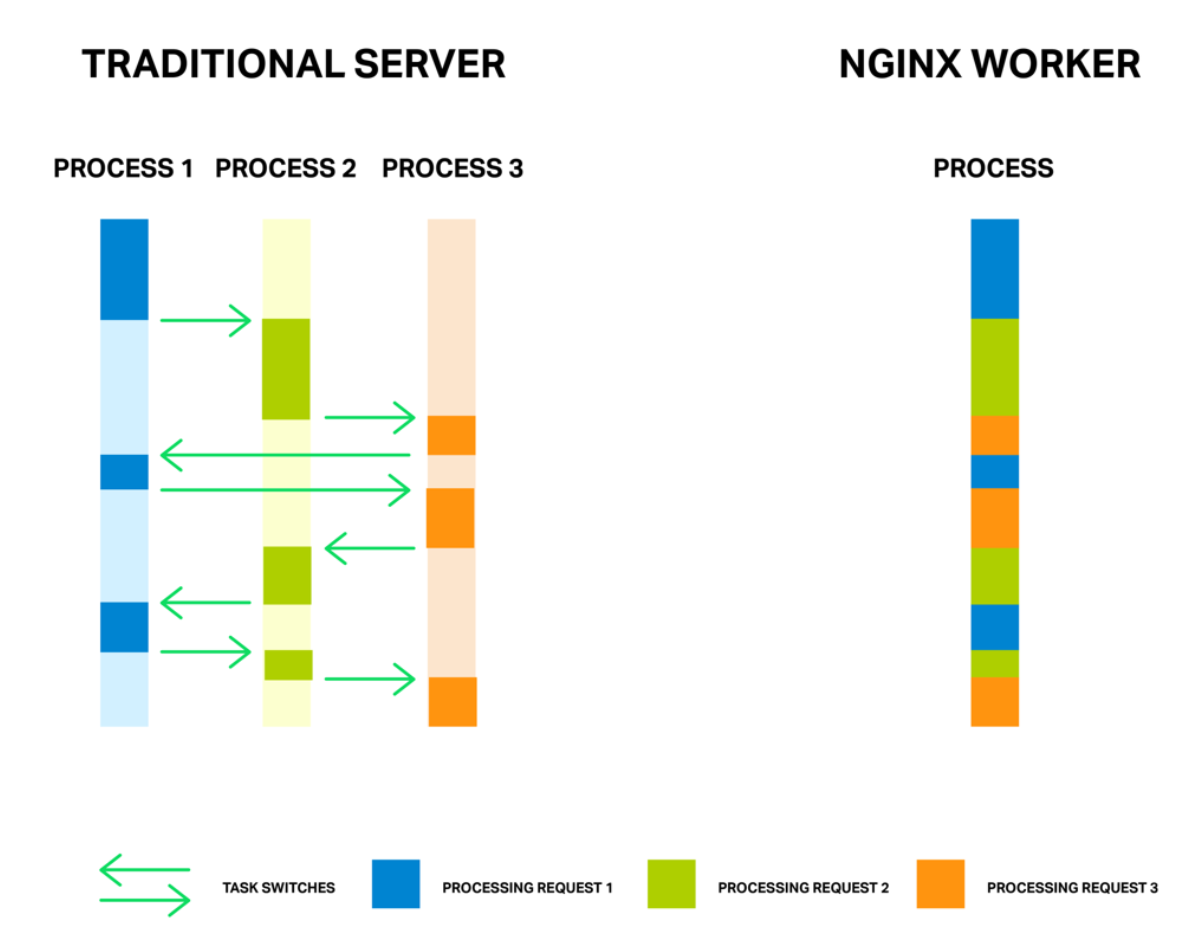 TRADITIONAL SERVER
NGINX WORKER
PROCESS 1
PROCESS 2
PROCESS 3
PROCESS
TASK SWITCHES
PROCESSING REQUEST 1
PROCESSING REQUEST 2
PROCESSING REQUEST 3